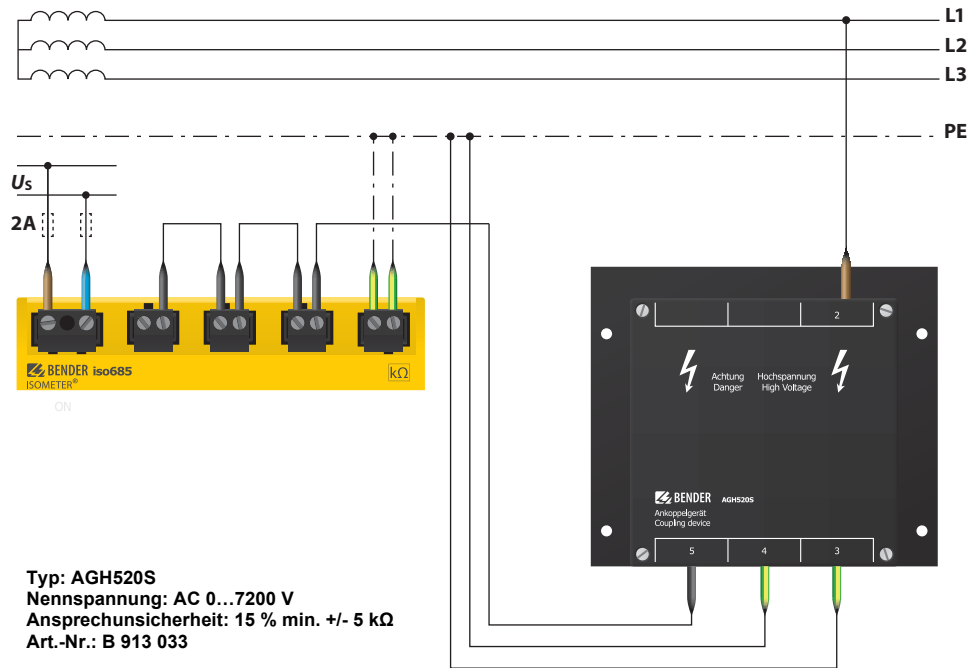 L1
L2
L3
PE
Us
2A
BENDER iso685
ISOMETER®
kΩ
ON
2
Achtung Hochspannung
Danger High Voltage
BENDER AGH520S
Ankoppelgerät
Coupling device
5 4 3
Typ: AGH520S
Nennspannung: AC 0...7200 V
Ansprechunsicherheit: 15 % min. +/- 5 kΩ
Art.-Nr.: B 913 033